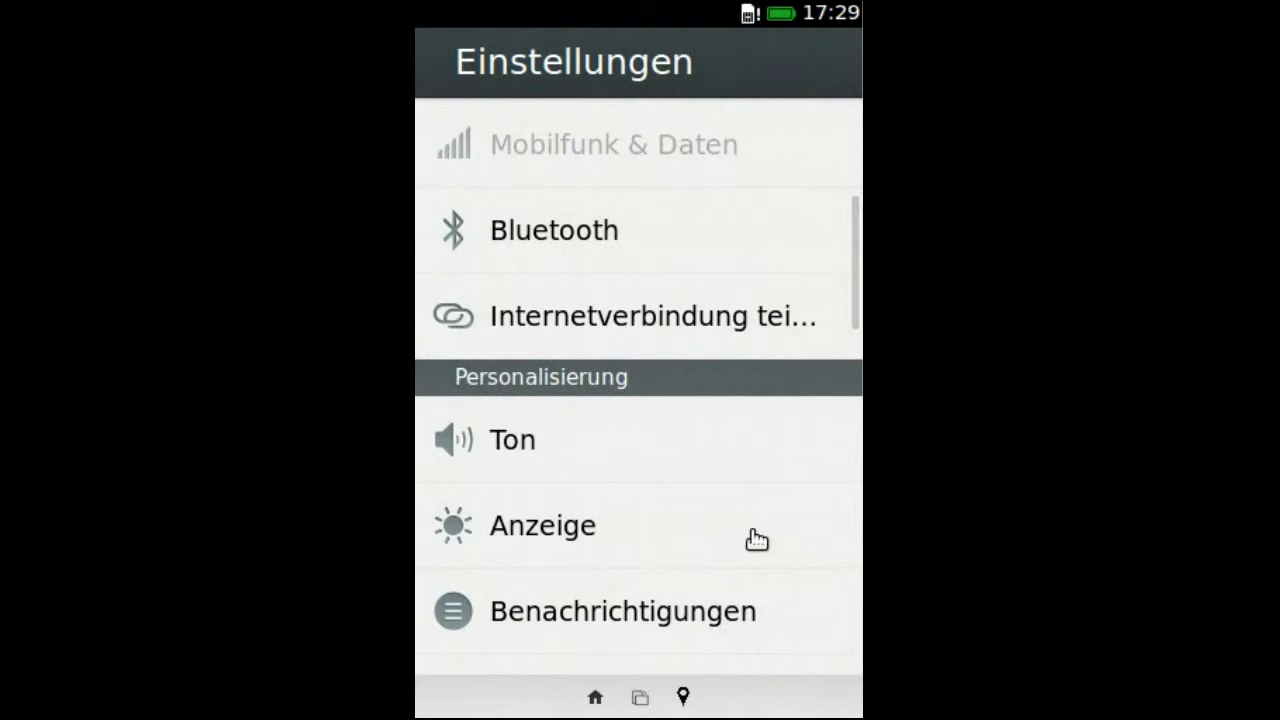 17:29
Einstellungen
Mobilfunk & Daten
Bluetooth
Internetverbindung tei...
Personalisierung
Ton
Anzeige
Benachrichtigungen